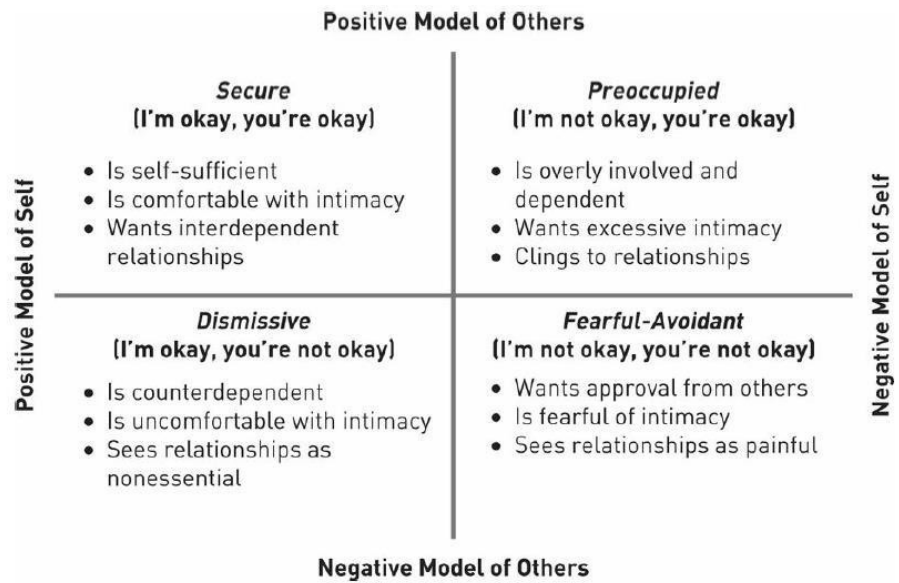 Positive Model of Others
Positive Model of Self
Secure
(I'm okay, you're okay)
• Is self-sufficient
• Is comfortable with intimacy
• Wants interdependent
relationships
Preoccupied
(I'm not okay, you're okay)
• Is overly involved and
dependent
• Wants excessive intimacy
• Clings to relationships
Dismissive
(I'm okay, you're not okay)
• Is counterdependent
• Is uncomfortable with intimacy
• Sees relationships as
nonessential
Fearful-Avoidant
(I'm not okay, you're not okay)
• Wants approval from others
• Is fearful of intimacy
• Sees relationships as painful
Negative Model of Self
Negative Model of Others